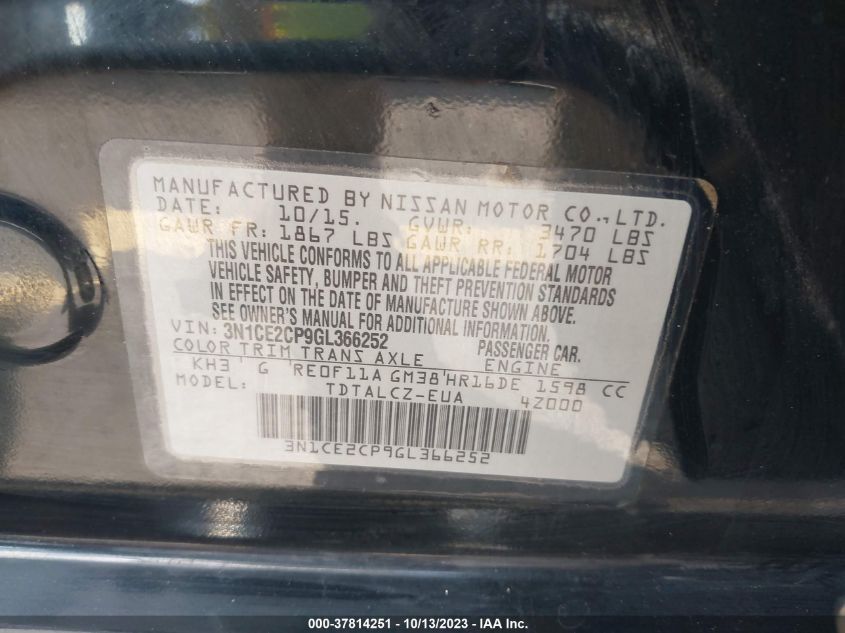 MANUFACTURED BY NISSAN MOTOR CO.,LTD.
DATE: 10/15. GVWR: 3470 LBS
GAWR FR: 1867 LBS GAWR RR: 1704 LBS
THIS VEHICLE CONFORMS TO ALL APPLICABLE FEDERAL MOTOR
VEHICLE SAFETY, BUMPER AND THEFT PREVENTION STANDARDS
IN EFFECT ON THE DATE OF MANUFACTURE SHOWN ABOVE.
SEE OWNER'S MANUAL FOR ADDITIONAL INFORMATION.
VIN: 3N1CE2CP9GL366252 PASSENGER CAR.
COLOR TRIM TRANS AXLE ENGINE
KH3' G 'RE0F11A GM38'HR16DE 1598 CC
MODEL: TDTALCZ-EUA 4Z000
3N1CE2CP9GL366252
000-37814251 - 10/13/2023 - IAA Inc.